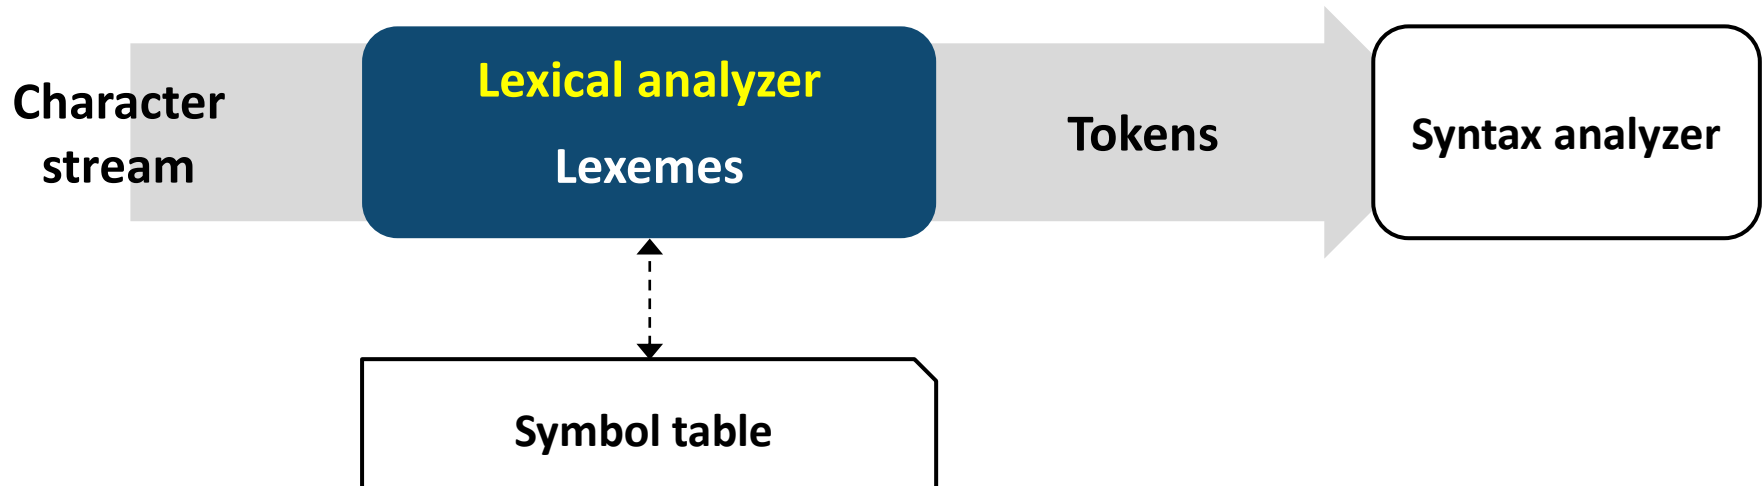 Character
stream
Lexical analyzer
Lexemes
Tokens
Syntax analyzer
Symbol table